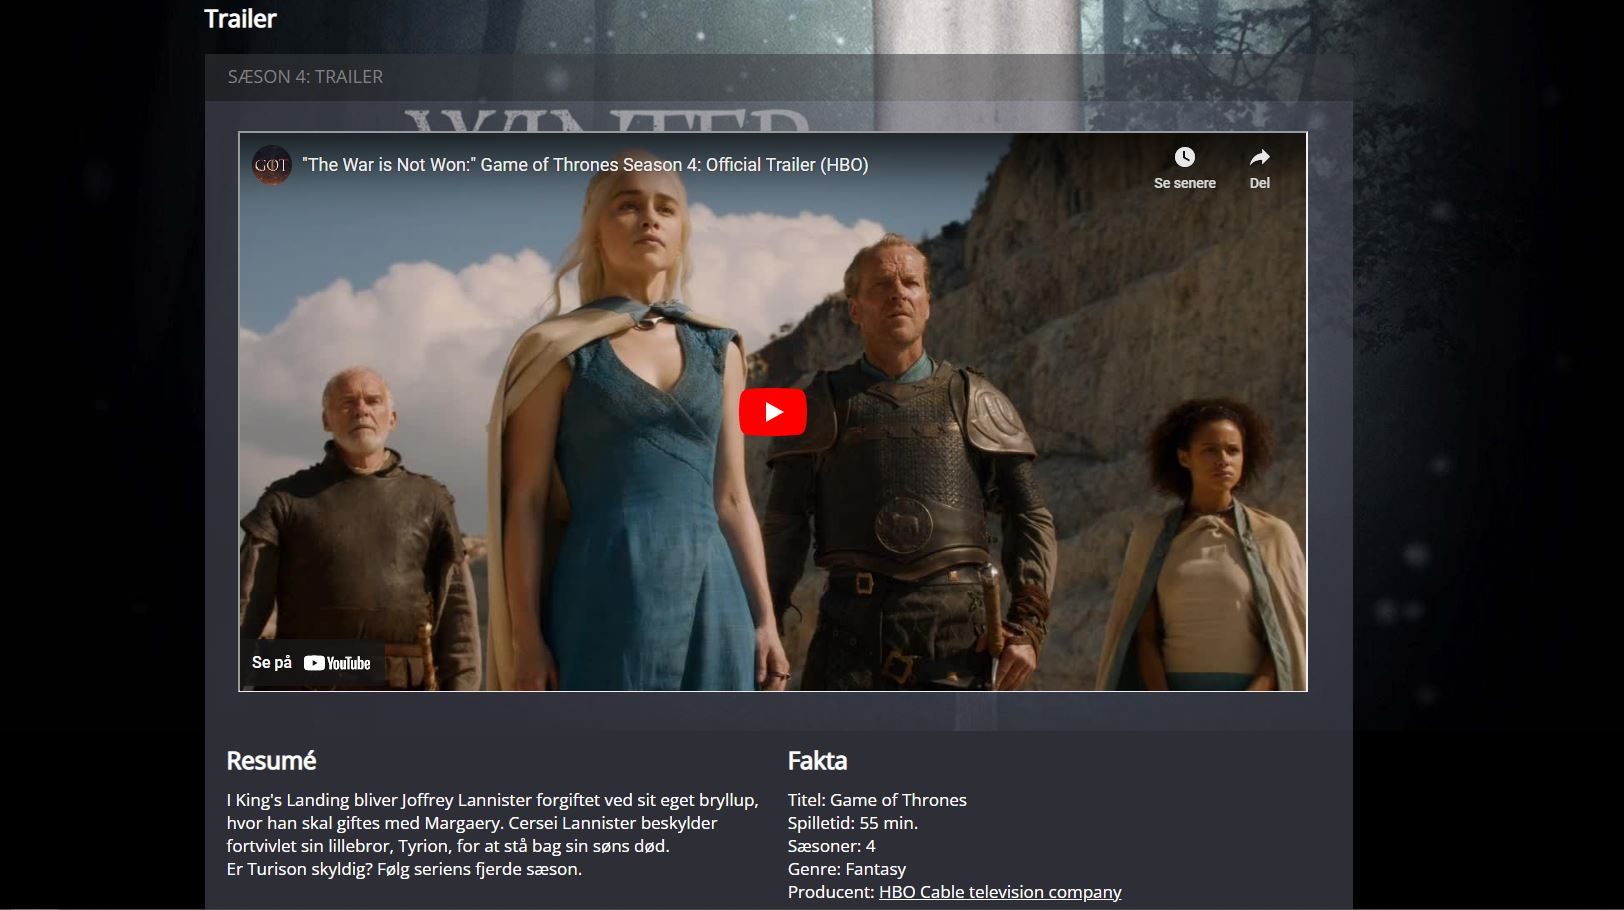 Trailer
SÆSON 4: TRAILER
WINTER
GOT
"The War is Not Won:" Game of Thrones Season 4: Official Trailer (HBO)
Se senere
Del
Se på YouTube
Resumé
I King's Landing bliver Joffrey Lannister forgiftet ved sit eget bryllup,
hvor han skal giftes med Margaery. Cersei Lannister beskylder
fortvivlet sin lillebror, Tyrion, for at stå bag sin søns død.
Er Turison skyldig? Følg seriens fjerde sæson.
Fakta
Titel: Game of Thrones
Spilletid: 55 min.
Sæsoner: 4
Genre: Fantasy
Producent: HBO Cable television company